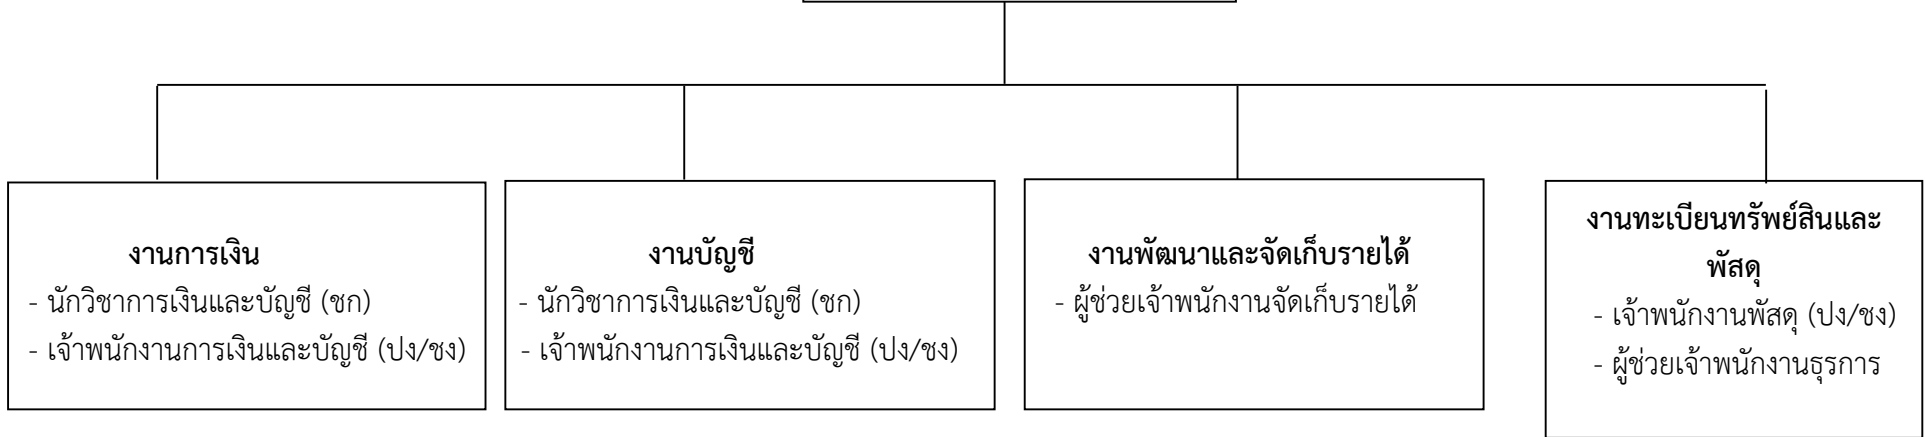 งานการเงิน
- นักวิชาการเงินและบัญชี (ชก)
- เจ้าพนักงานการเงินและบัญชี (ปง/ชง)
งานบัญชี
- นักวิชาการเงินและบัญชี (ชก)
- เจ้าพนักงานการเงินและบัญชี (ปง/ชง)
งานพัฒนาและจัดเก็บรายได้
- ผู้ช่วยเจ้าพนักงานจัดเก็บรายได้
งานทะเบียนทรัพย์สินและ
พัสดุ
- เจ้าพนักงานพัสดุ (ปง/ชง)
- ผู้ช่วยเจ้าพนักงานธุรการ